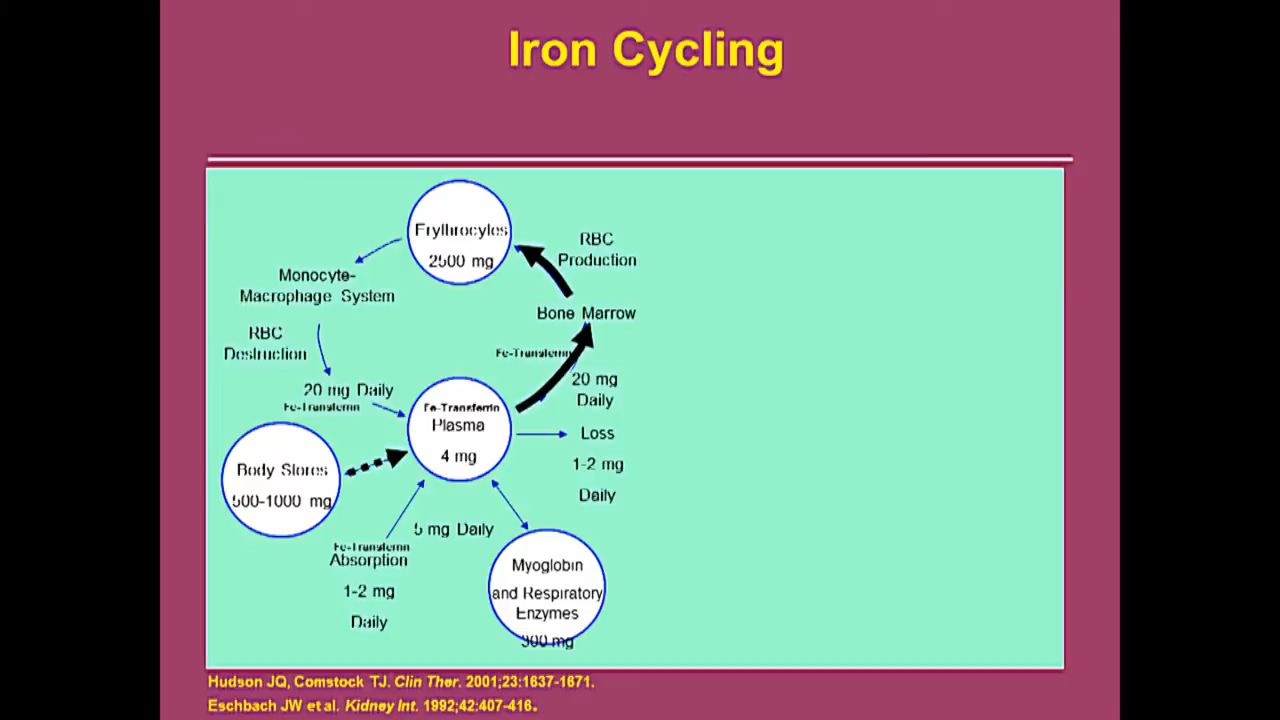 Iron Cycling
Erythrocytes
2500 mg
RBC
Production
Monocyte-
Macrophage System
Bone Marrow
RBC
Destruction
Fe-Transferrin
20 mg
Daily
20 mg Daily
Fe-Transferrin
Fe-Transferrin
Plasma
4 mg
Loss
1-2 mg
Daily
Body Stores
500-1000 mg
5 mg Daily
Fe-Transferrin
Absorption
1-2 mg
Daily
Myoglobin
and Respiratory
Enzymes
300 mg
Hudson JQ, Comstock TJ. Clin Ther. 2001;23:1637-1671.
Eschbach JW et al. Kidney Int. 1992;42:407-416.